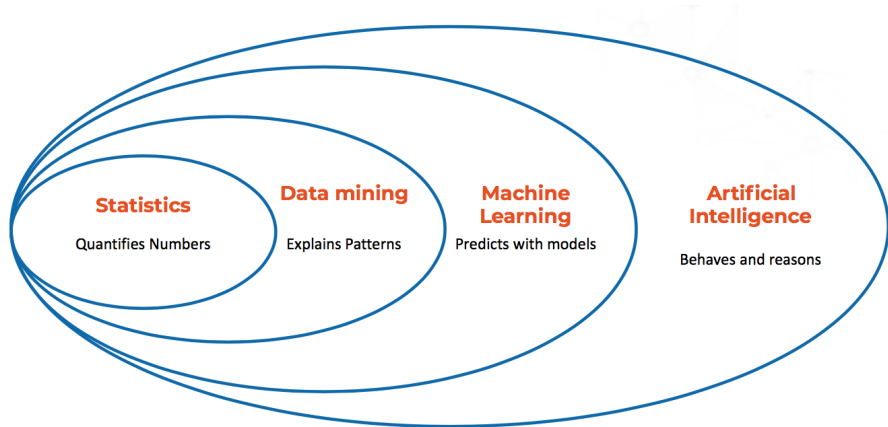 Statistics
Quantifies Numbers
Data mining
Explains Patterns
Machine
Learning
Predicts with models
Artificial
Intelligence
Behaves and reasons